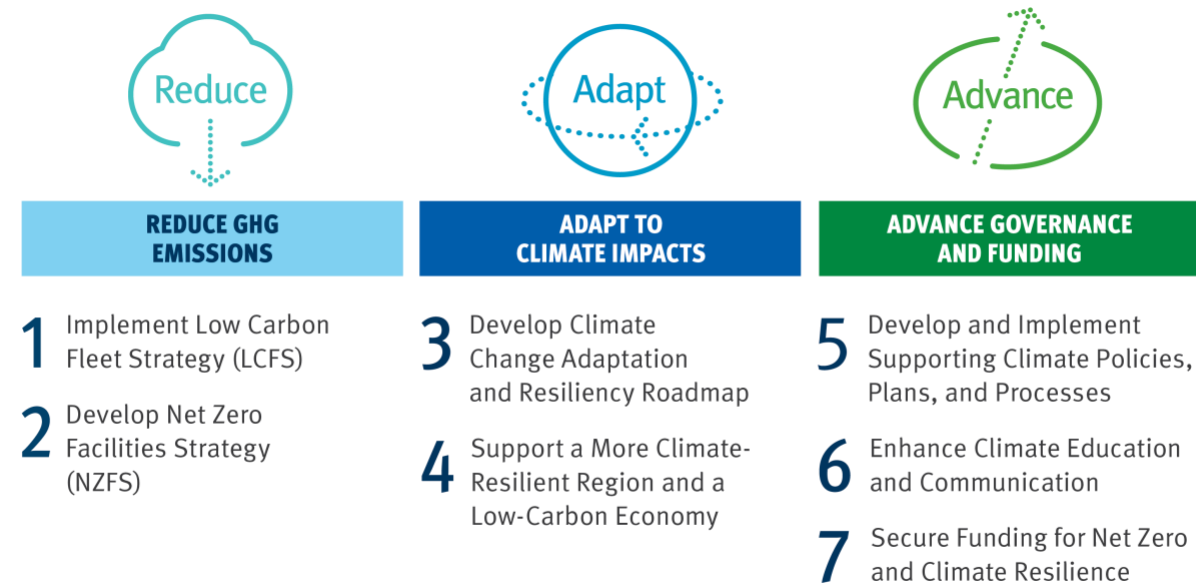 Reduce
REDUCE GHG
EMISSIONS
1 Implement Low Carbon
Fleet Strategy (LCFS)
2 Develop Net Zero
Facilities Strategy
(NZFS)
Adapt
ADAPT TO
CLIMATE IMPACTS
3 Develop Climate
Change Adaptation
and Resiliency Roadmap
4 Support a More Climate-
Resilient Region and a
Low-Carbon Economy
Advance
ADVANCE GOVERNANCE
AND FUNDING
5 Develop and Implement
Supporting Climate Policies,
Plans, and Processes
6 Enhance Climate Education
and Communication
7 Secure Funding for Net Zero
and Climate Resilience